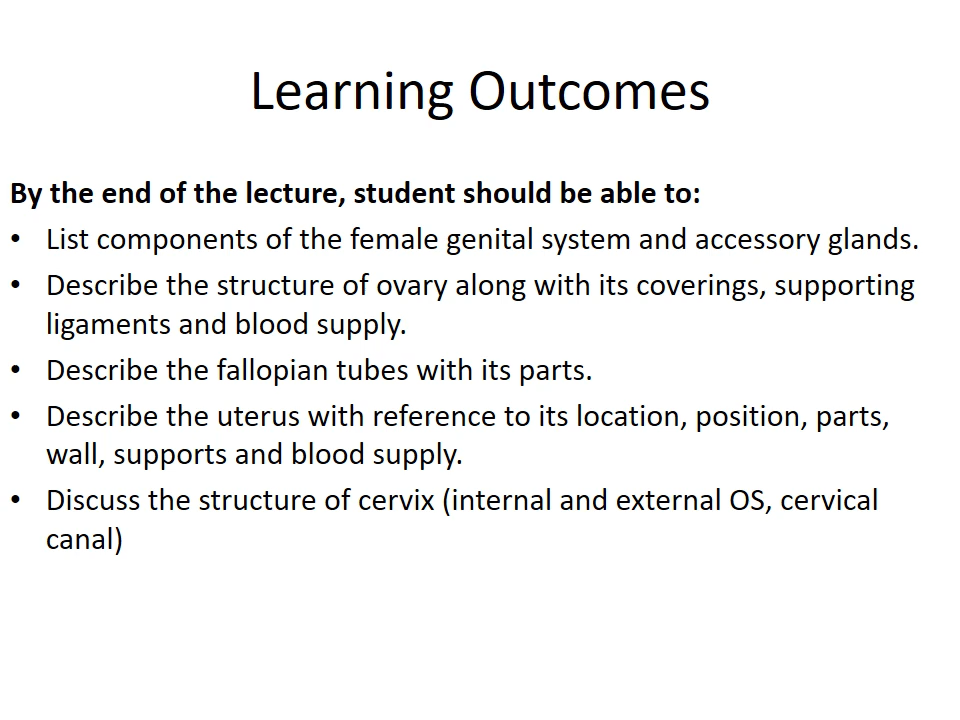 Learning Outcomes
By the end of the lecture, student should be able to:
• List components of the female genital system and accessory glands.
• Describe the structure of ovary along with its coverings, supporting
ligaments and blood supply.
• Describe the fallopian tubes with its parts.
• Describe the uterus with reference to its location, position, parts,
wall, supports and blood supply.
• Discuss the structure of cervix (internal and external OS, cervical
canal)